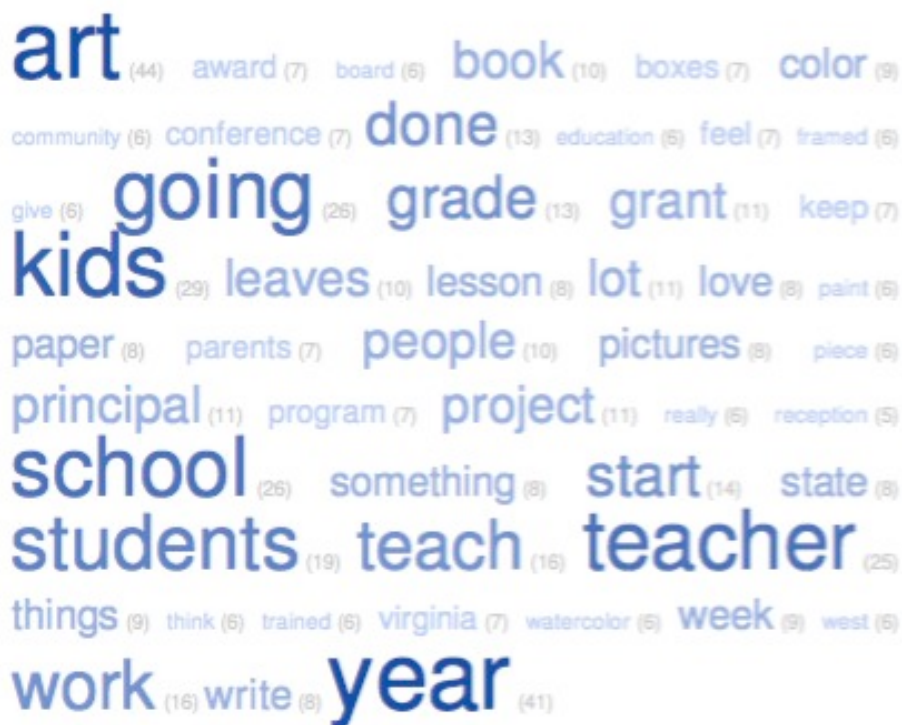 art (44) award (7) board (6) book (10) boxes (7) color (9)
community (6) conference (7) done (13) education (6) feel (7) framed (6)
give (6) going (26) grade (13) grant (11) keep (7)
kids (29) leaves (10) lesson (8) lot (11) love (8) paint (6)
paper (8) parents (7) people (10) pictures (8) piece (6)
principal (11) program (7) project (11) really (6) reception (5)
school (26) something (8) start (14) state (8)
students (19) teach (16) teacher (25)
things (9) think (6) trained (6) virginia (7) watercolor (6) week (9) west (6)
work (16) write (8) year (41)